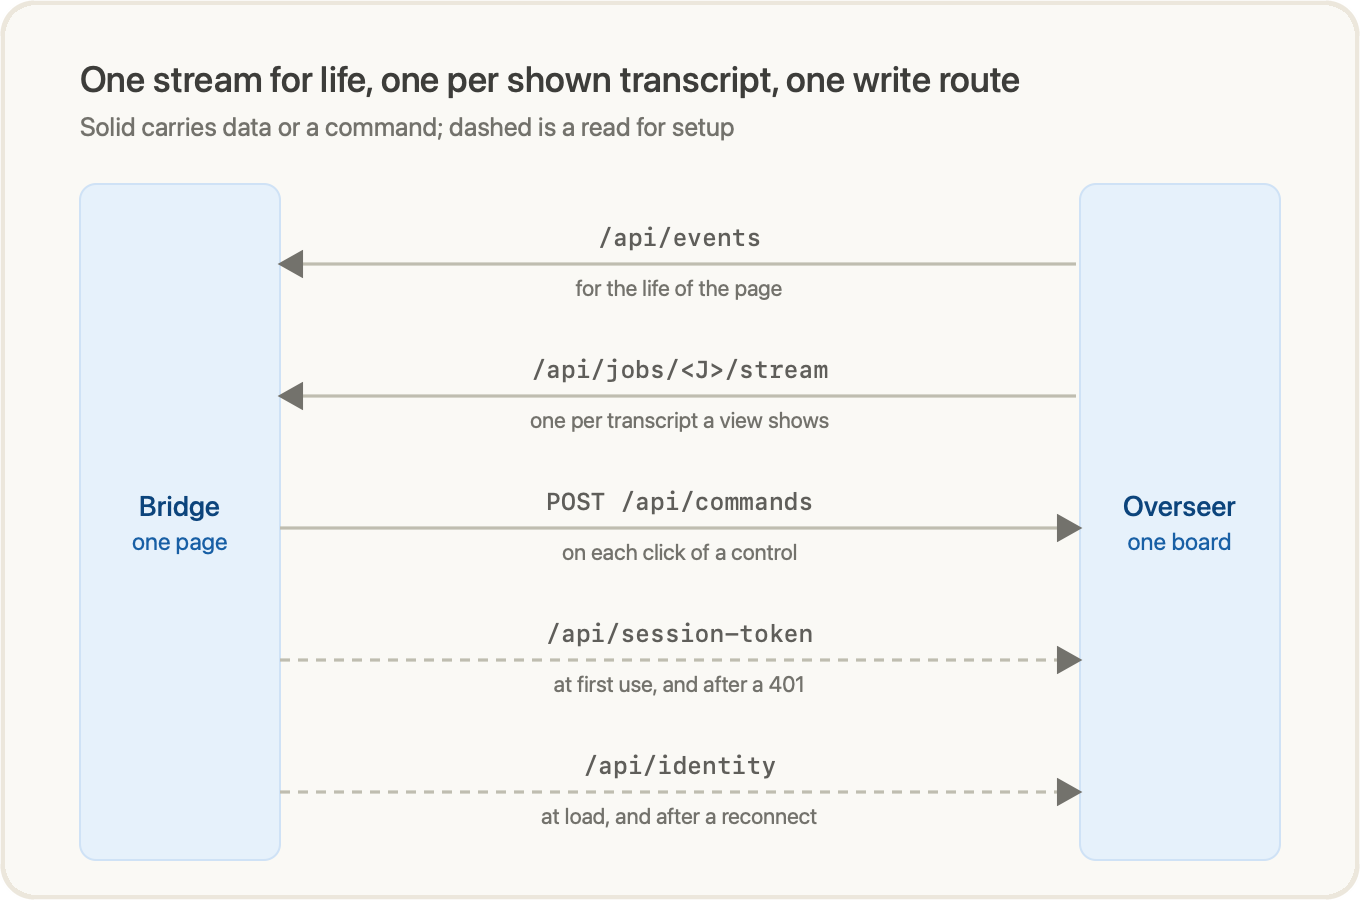 One stream for life, one per shown transcript, one write route
Solid carries data or a command; dashed is a read for setup
/api/events
for the life of the page
/api/jobs/<J>/stream
one per transcript a view shows
POST /api/commands
on each click of a control
Bridge
one page
Overseer
one board
/api/session-token
at first use, and after a 401
/api/identity
at load, and after a reconnect